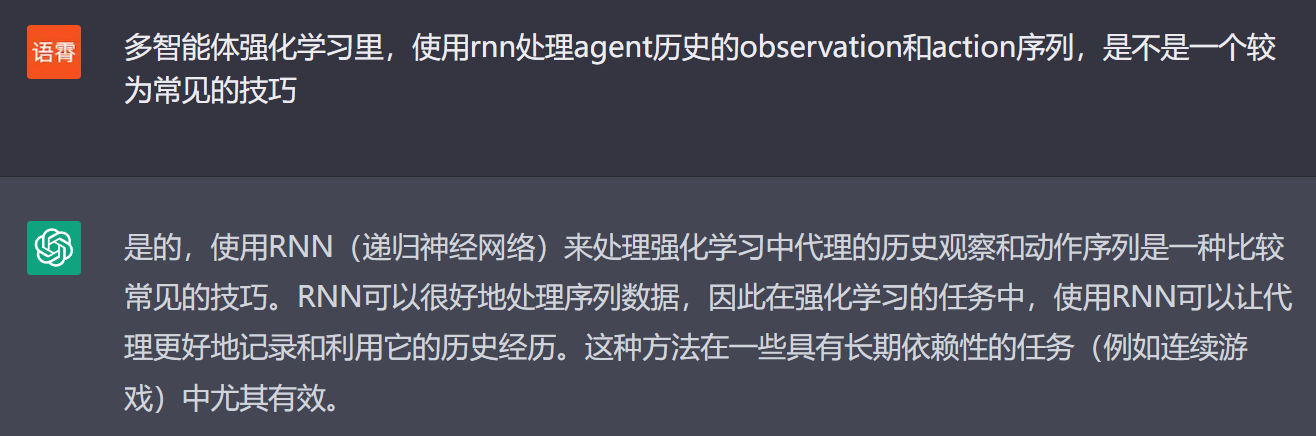 语霄
多智能体强化学习里，使用rnn处理agent历史的observation和action序列，是不是一个较
为常见的技巧
是的，使用RNN（递归神经网络）来处理强化学习中代理的历史观察和动作序列是一种比较
常见的技巧。RNN可以很好地处理序列数据，因此在强化学习的任务中，使用RNN可以让代
理更好地记录和利用它的历史经历。这种方法在一些具有长期依赖性的任务（例如连续游
戏）中尤其有效。